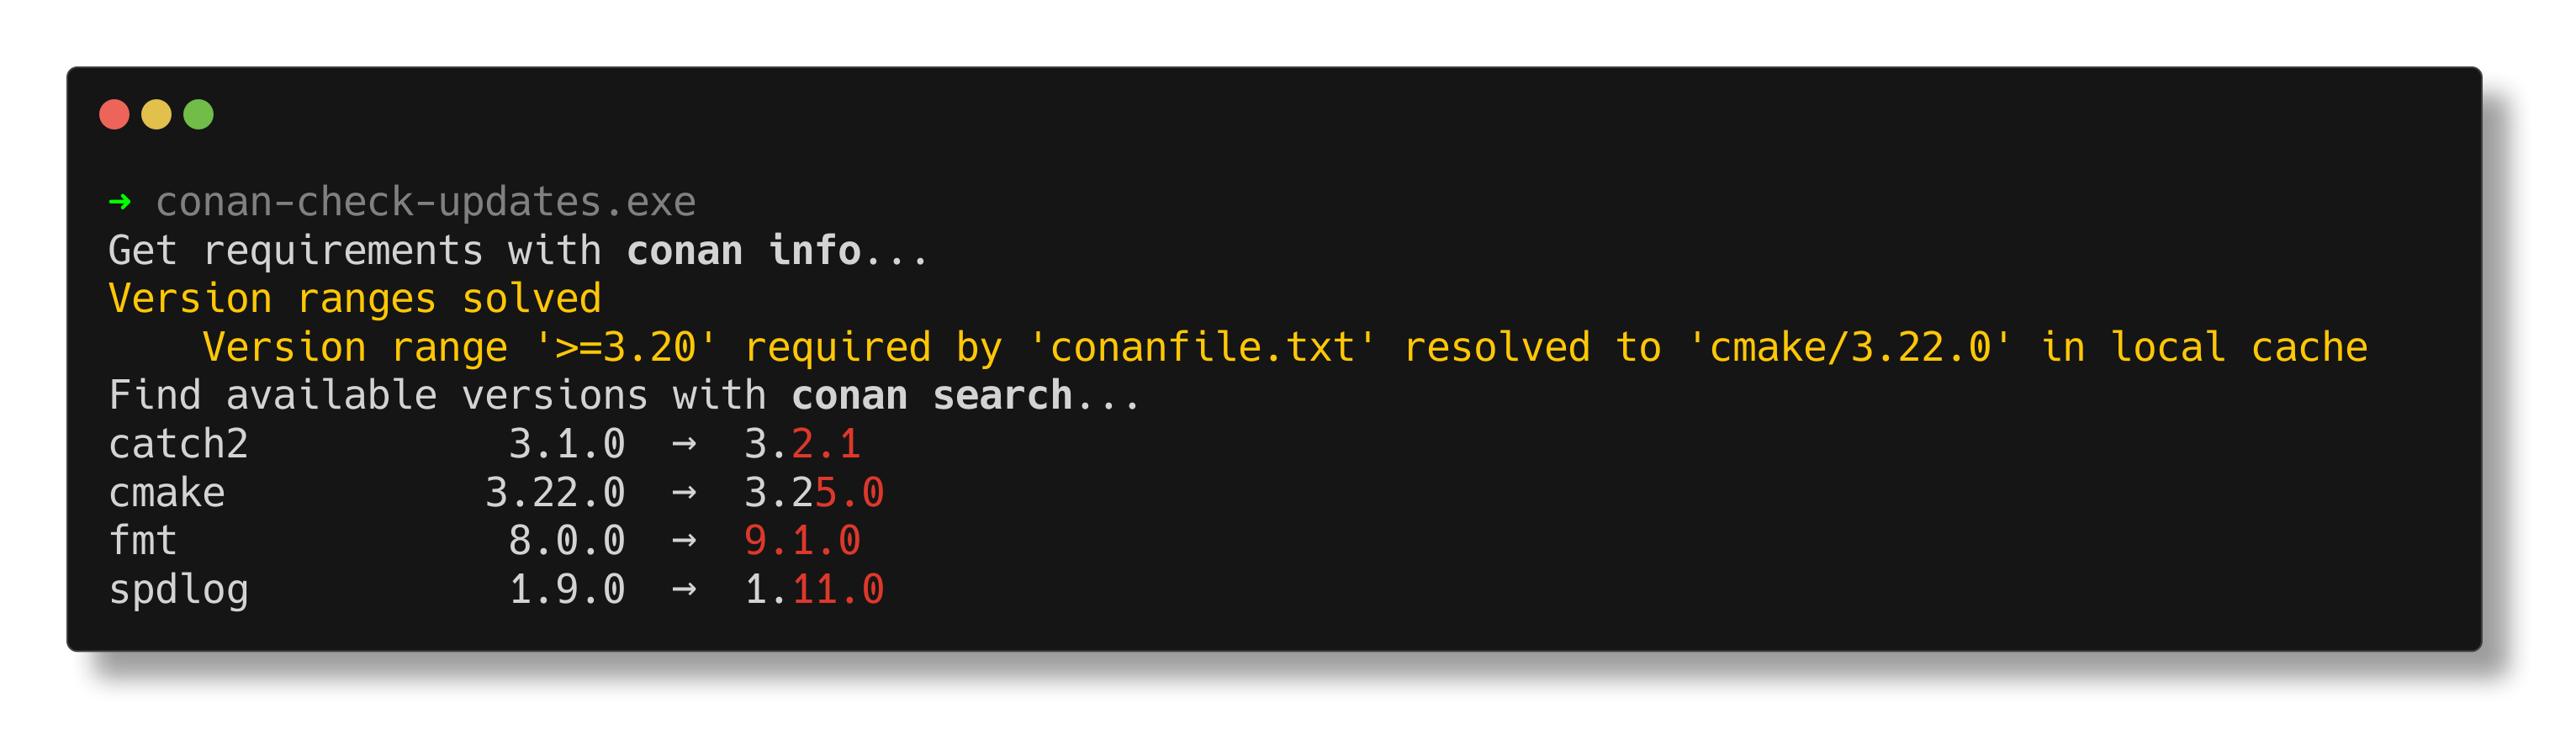 ➜ conan-check-updates.exe
Get requirements with conan info...
Version ranges solved
    Version range '>=3.20' required by 'conanfile.txt' resolved to 'cmake/3.22.0' in local cache
Find available versions with conan search...
catch2           3.1.0  →  3.2.1
cmake           3.22.0  →  3.25.0
fmt              8.0.0  →  9.1.0
spdlog           1.9.0  →  1.11.0